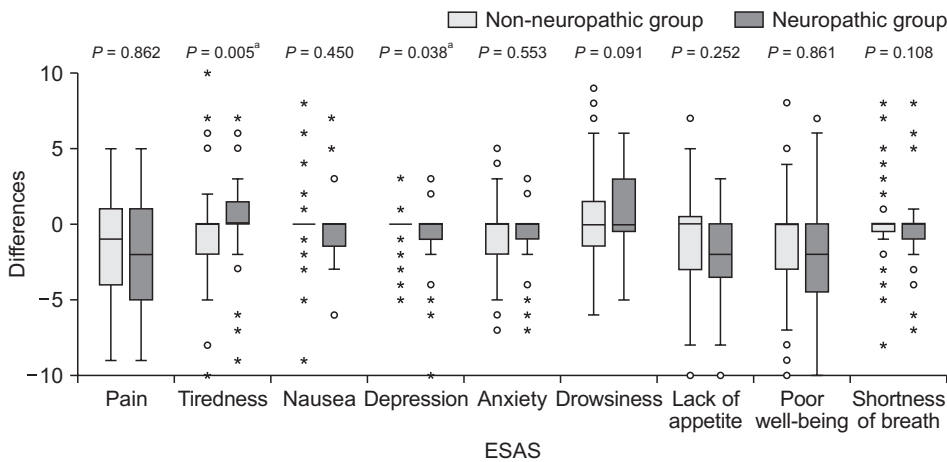 Non-neuropathic group Neuropathic group
P = 0.862 P = 0.005a P = 0.450 P = 0.038a P = 0.553 P = 0.091 P = 0.252 P = 0.861 P = 0.108
10
5
0
−5
−10
Differences
Pain Tiredness Nausea Depression Anxiety Drowsiness Lack of appetite Poor well-being Shortness of breath
ESAS